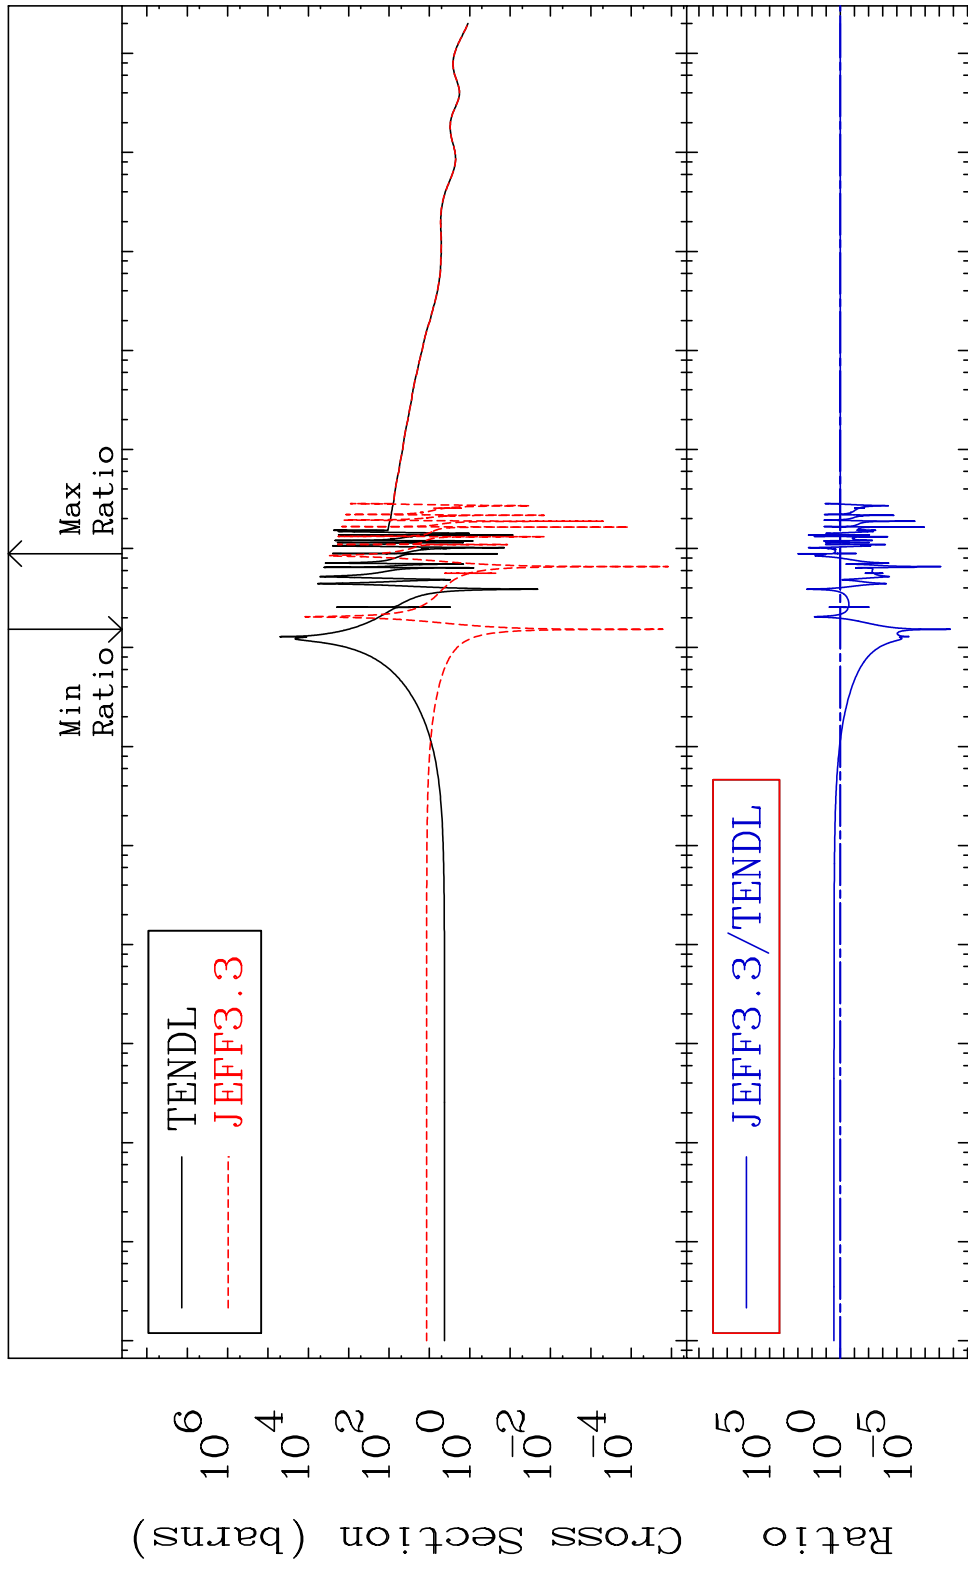 Min
Ratio
Max
Ratio
TENDL
JEFF3.3
10^6
10^4
10^2
10^0
10^-2
10^-4
Cross Section (barns)
JEFF3.3/TENDL
10^5
10^0
10^-5
Ratio